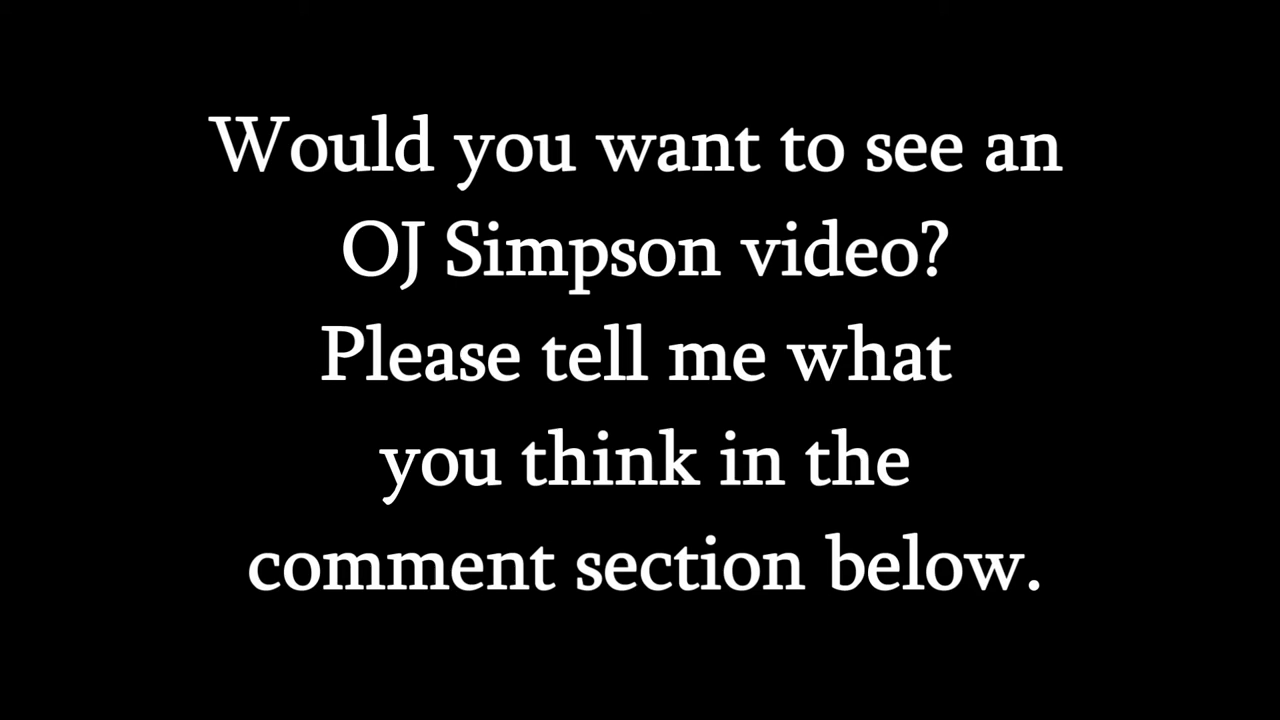 Would you want to see an
OJ Simpson video?
Please tell me what
you think in the
comment section below.